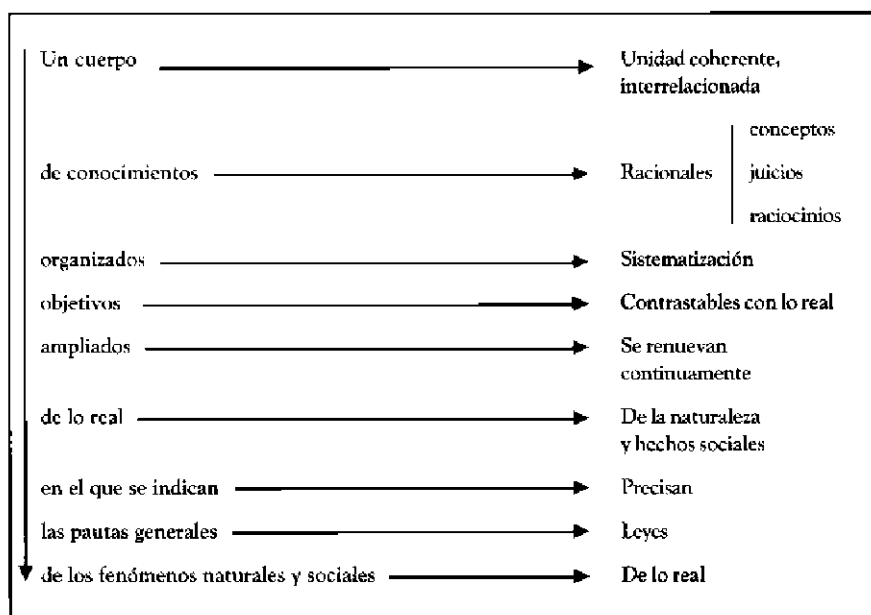 Un cuerpo
Unidad coherente,
interrelacionada
conceptos
de conocimientos
Racionales
juicios
raciocinios
organizados
Sistematización
objetivos
Contrastables con lo real
ampliados
Se renuevan
continuamente
de lo real
De la naturaleza
y hechos sociales
en el que se indican
Precisan
las pautas generales
Leyes
de los fenómenos naturales y sociales
De lo real